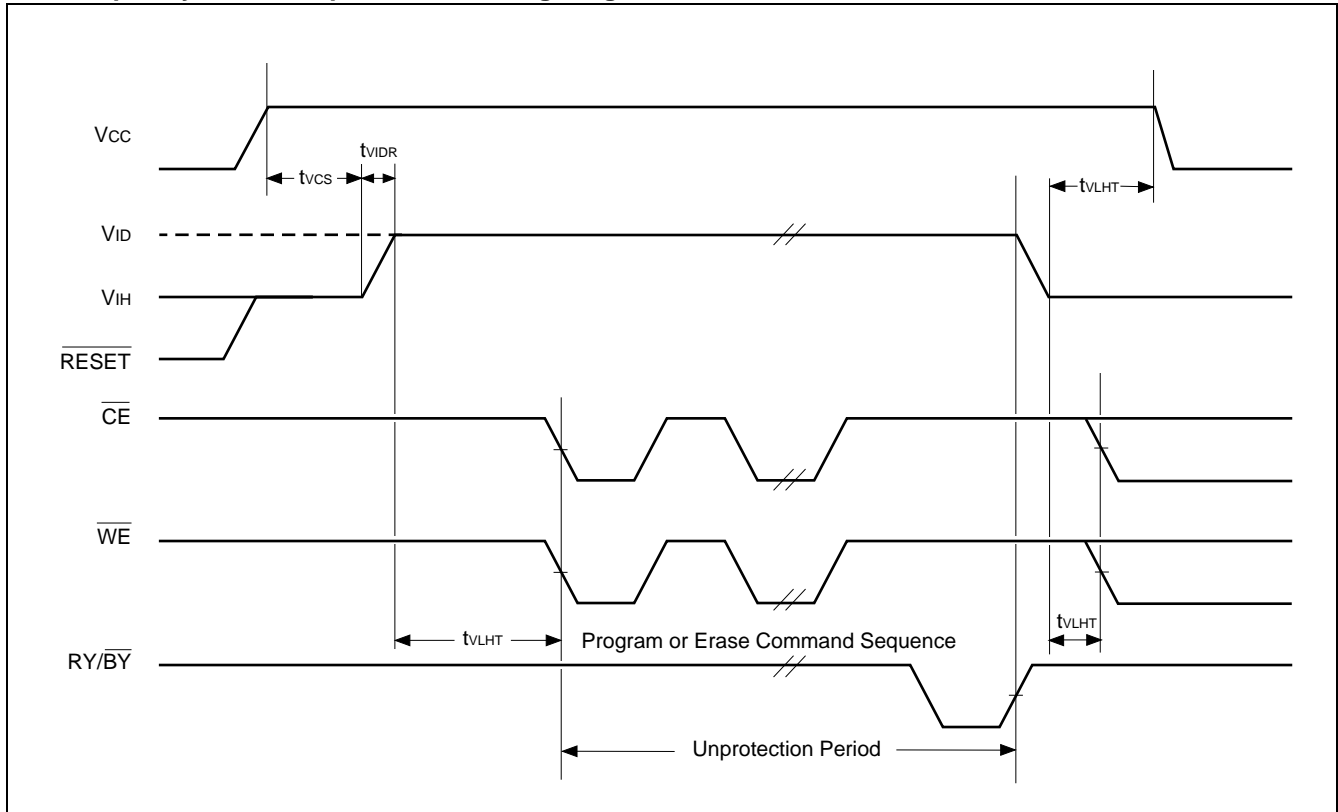 VCC
tVIDR
tVCS
tVLHT
VID
VIH
RESET
CE
WE
tVLHT
Program or Erase Command Sequence
tVLHT
RY/BY
Unprotection Period